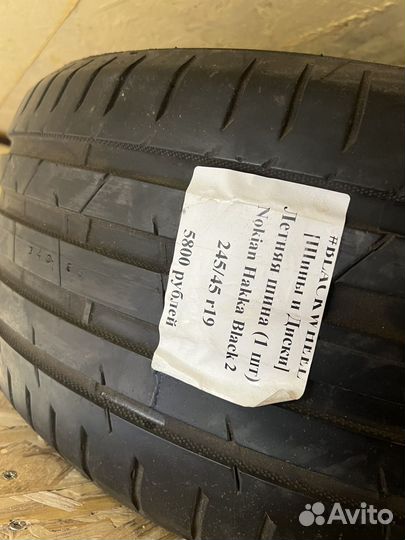 #BLACKWHEEL
[Шины и Диски]
Летняя шина (1 шт)
Nokian Hakka Black 2
245/45 r19
5800 рублей
Avito